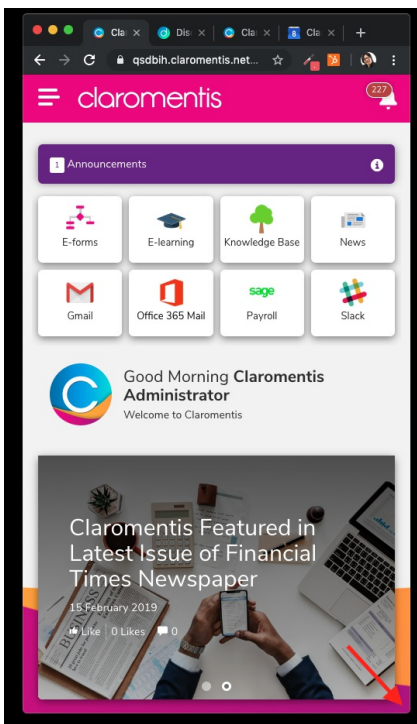 Cla
Dis
Cla
8
Cla
qsdbih.claromentis.net...
claromentis
227
1 Announcements
E-forms
E-learning
Knowledge Base
News
Gmail
Office 365 Mail
sage
Payroll
Slack
Good Morning Claromentis
Administrator
Welcome to Claromentis
Claromentis Featured in
Latest Issue of Financial
Times Newspaper
15 February 2019
Like 0 Likes 0
BUSINESS